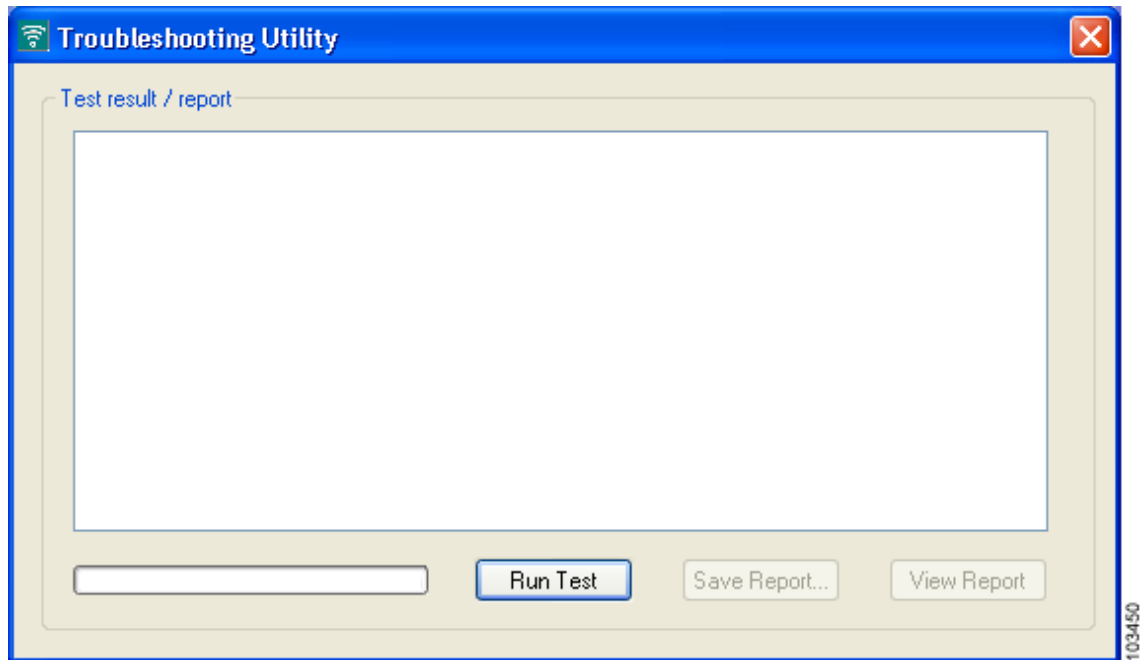 Troubleshooting Utility
Test result / report
Run Test
Save Report...
View Report
103450